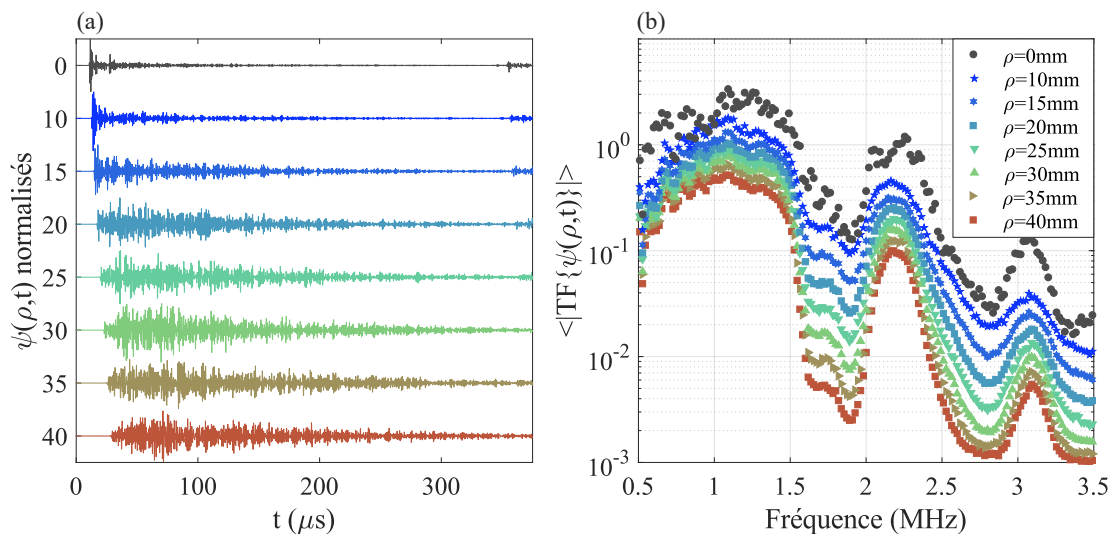 (a)
ψ(ρ,t) normalisés
0
10
15
20
25
30
35
40
0 100 200 300
t (μs)
(b)
<|TF{ψ(ρ,t)}|>
10^0
10^-1
10^-2
10^-3
0.5 1 1.5 2 2.5 3 3.5
Fréquence (MHz)
ρ=0mm
ρ=10mm
ρ=15mm
ρ=20mm
ρ=25mm
ρ=30mm
ρ=35mm
ρ=40mm